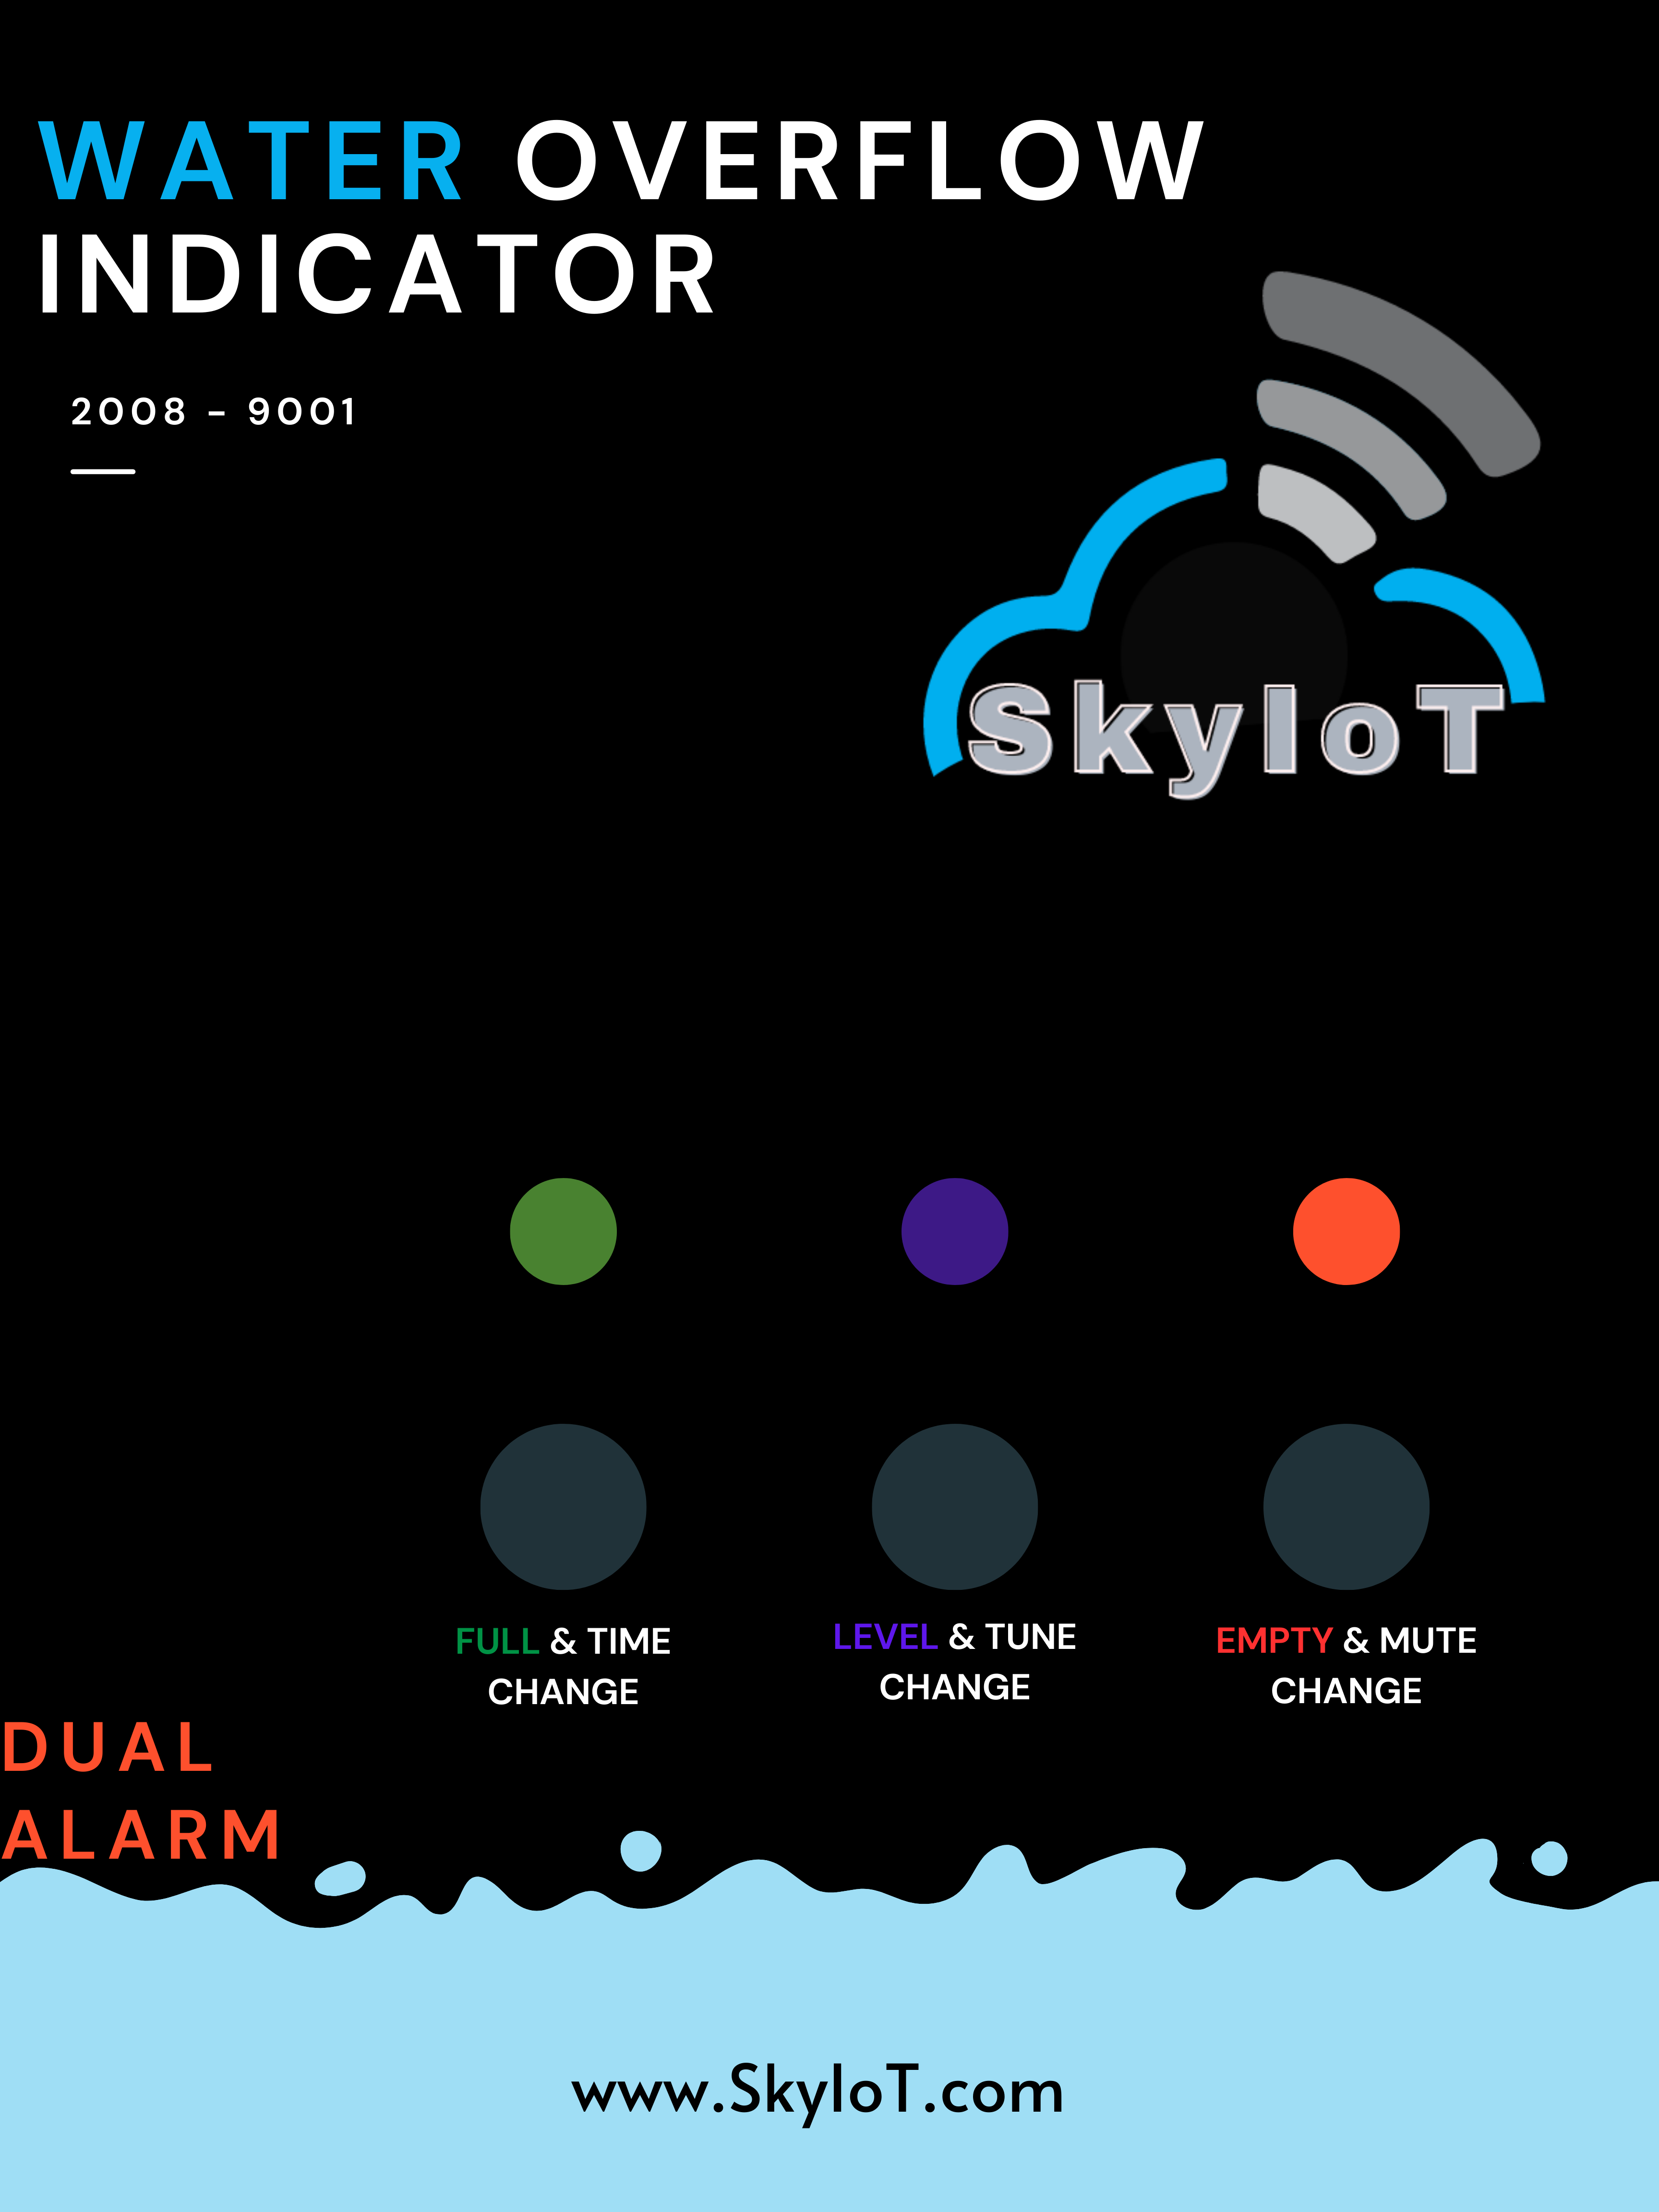 WATER OVERFLOW
INDICATOR
2008 - 9001
SkyIoT
FULL & TIME
CHANGE
LEVEL & TUNE
CHANGE
EMPTY & MUTE
CHANGE
DUAL
ALARM
www.SkyIoT.com